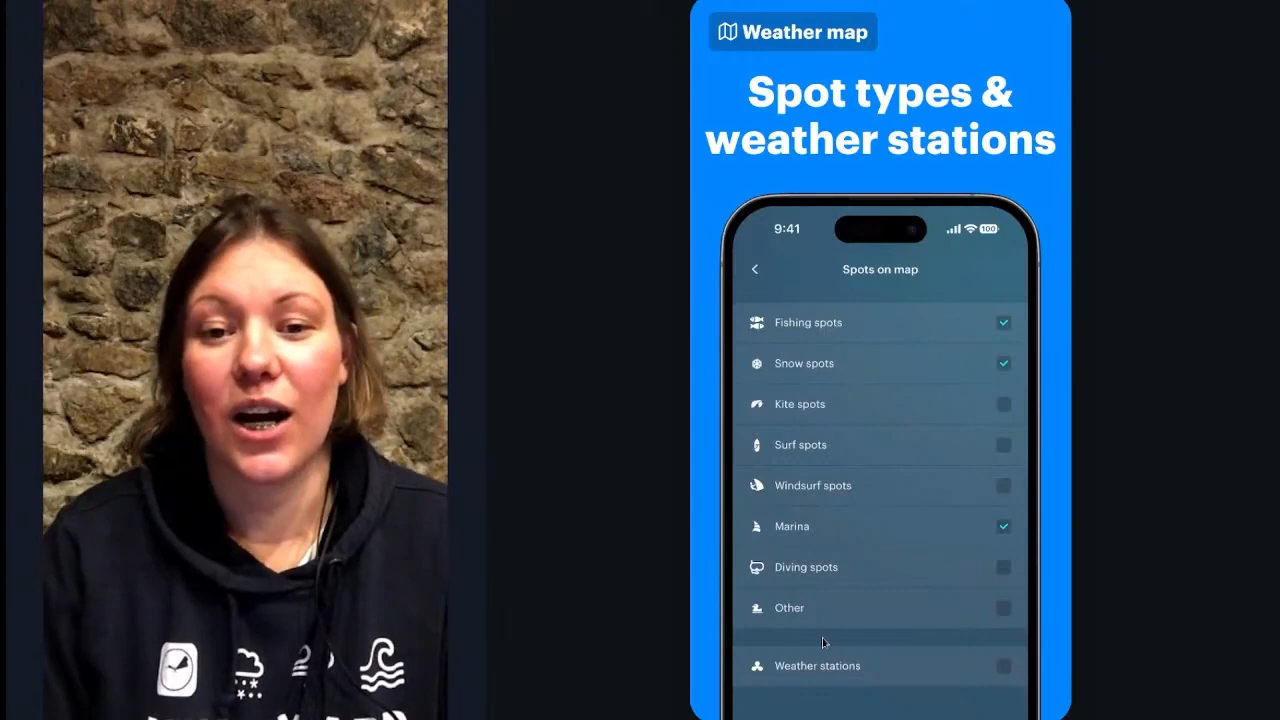 Weather map
Spot types &
weather stations
9:41
100
Spots on map
Fishing spots
Snow spots
Kite spots
Surf spots
Windsurf spots
Marina
Diving spots
Other
Weather stations